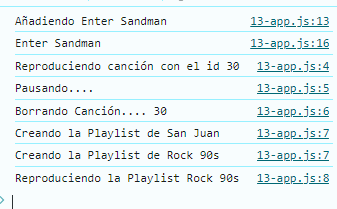 Añadiendo Enter Sandman 13-app.js:13
Enter Sandman 13-app.js:16
Reproduciendo canción con el id 30 13-app.js:4
Pausando.... 13-app.js:5
Borrando Canción.... 30 13-app.js:6
Creando la Playlist de San Juan 13-app.js:7
Creando la Playlist de Rock 90s 13-app.js:7
Reproduciendo la Playlist Rock 90s 13-app.js:8